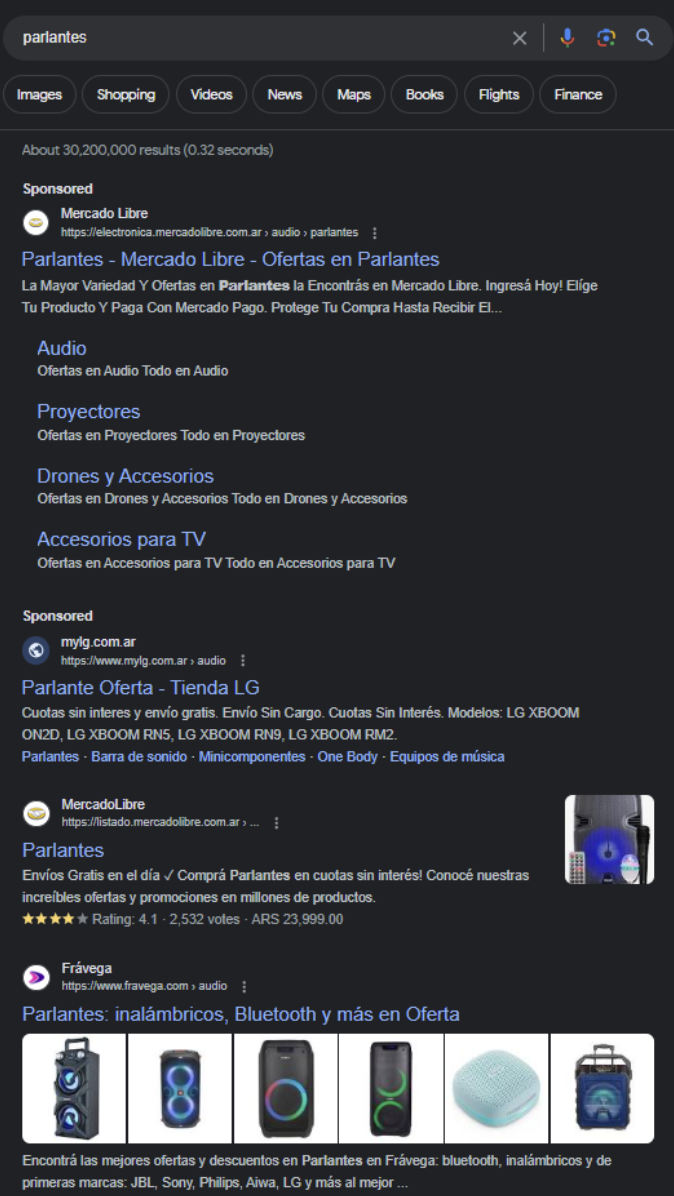 parlantes
Images Shopping Videos News Maps Books Flights Finance
About 30,200,000 results (0.32 seconds)
Sponsored
Mercado Libre
https://electronica.mercadolibre.com.ar › audio › parlantes
Parlantes - Mercado Libre - Ofertas en Parlantes
La Mayor Variedad Y Ofertas en Parlantes la Encontrás en Mercado Libre. Ingresá Hoy! Elíge
Tu Producto Y Paga Con Mercado Pago. Protege Tu Compra Hasta Recibir El...
Audio
Ofertas en Audio Todo en Audio
Proyectores
Ofertas en Proyectores Todo en Proyectores
Drones y Accesorios
Ofertas en Drones y Accesorios Todo en Drones y Accesorios
Accesorios para TV
Ofertas en Accesorios para TV Todo en Accesorios para TV
Sponsored
mylg.com.ar
https://www.mylg.com.ar › audio
Parlante Oferta - Tienda LG
Cuotas sin interes y envío gratis. Envío Sin Cargo. Cuotas Sin Interés. Modelos: LG XBOOM
ON2D, LG XBOOM RN5, LG XBOOM RN9, LG XBOOM RM2.
Parlantes · Barra de sonido · Minicomponentes · One Body · Equipos de música
MercadoLibre
https://listado.mercadolibre.com.ar › ...
Parlantes
Envíos Gratis en el día ✓ Comprá Parlantes en cuotas sin interés! Conocé nuestras
increíbles ofertas y promociones en millones de productos.
Rating: 4.1 · 2,532 votes · ARS 23,999.00
Frávega
https://www.fravega.com › audio
Parlantes: inalámbricos, Bluetooth y más en Oferta
Encontrá las mejores ofertas y descuentos en Parlantes en Frávega: bluetooth, inalámbricos y de
primeras marcas: JBL, Sony, Philips, Aiwa, LG y más al mejor ...